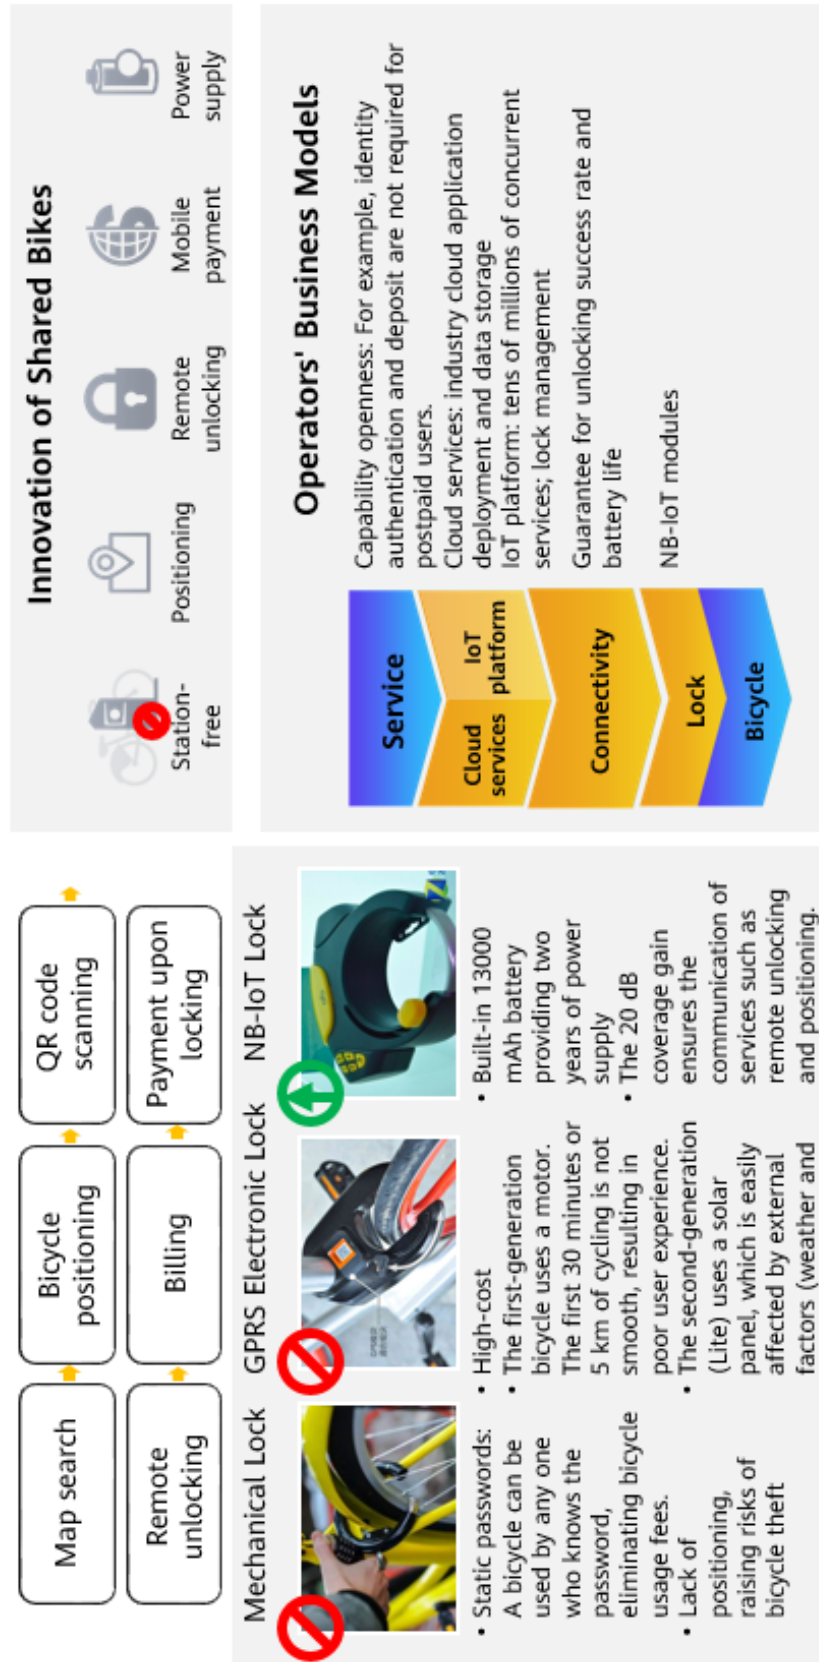 Map search
Bicycle
positioning
QR code
scanning
Remote
unlocking
Billing
Payment upon
locking
Mechanical Lock
• Static passwords:
A bicycle can be
used by any one
who knows the
password,
eliminating bicycle
usage fees.
• Lack of
positioning,
raising risks of
bicycle theft
GPRS Electronic Lock
• High-cost
• The first-generation
bicycle uses a motor.
The first 30 minutes or
5 km of cycling is not
smooth, resulting in
poor user experience.
• The second-generation
(Lite) uses a solar
panel, which is easily
affected by external
factors (weather and
NB-IoT Lock
• Built-in 13000
mAh battery
providing two
years of power
supply
• The 20 dB
coverage gain
ensures the
communication of
services such as
remote unlocking
and positioning.
Innovation of Shared Bikes
Station-
free
Positioning
Remote
unlocking
Mobile
payment
Power
supply
Operators' Business Models
Service
Cloud
services
IoT
platform
Connectivity
Lock
Bicycle
Capability openness: For example, identity
authentication and deposit are not required for
postpaid users.
Cloud services: industry cloud application
deployment and data storage
IoT platform: tens of millions of concurrent
services; lock management
Guarantee for unlocking success rate and
battery life
NB-IoT modules